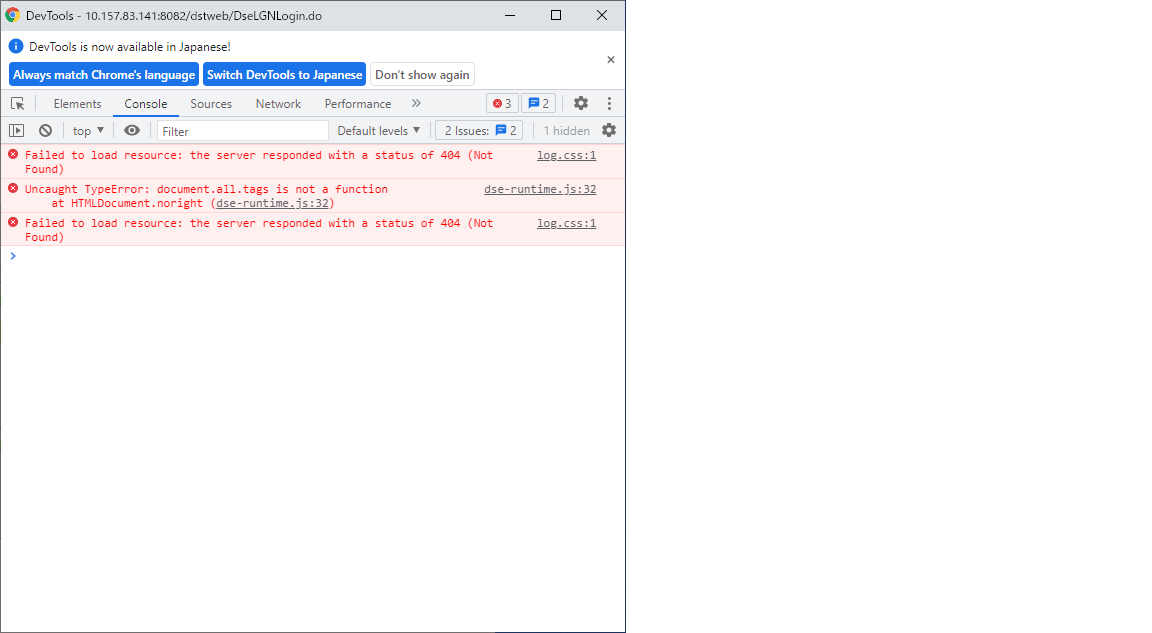 DevTools - 10.157.83.141:8082/dstweb/DseLGNLogin.do
DevTools is now available in Japanese!
Always match Chrome's language Switch DevTools to Japanese Don't show again
Elements Console Sources Network Performance 3 2
top Filter Default levels 2 Issues: 2 1 hidden
Failed to load resource: the server responded with a status of 404 (Not log.css:1
Found)
Uncaught TypeError: document.all.tags is not a function dse-runtime.js:32
at HTMLDocument.noright (dse-runtime.js:32)
Failed to load resource: the server responded with a status of 404 (Not log.css:1
Found)